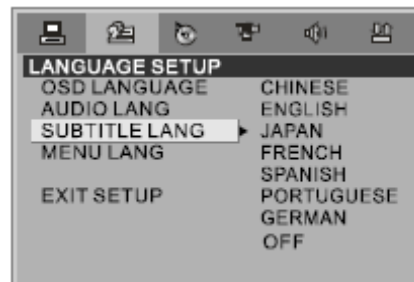 LANGUAGE SETUP
OSD LANGUAGE
AUDIO LANG
SUBTITLE LANG
MENU LANG
EXIT SETUP
CHINESE
ENGLISH
JAPAN
FRENCH
SPANISH
PORTUGUESE
GERMAN
OFF